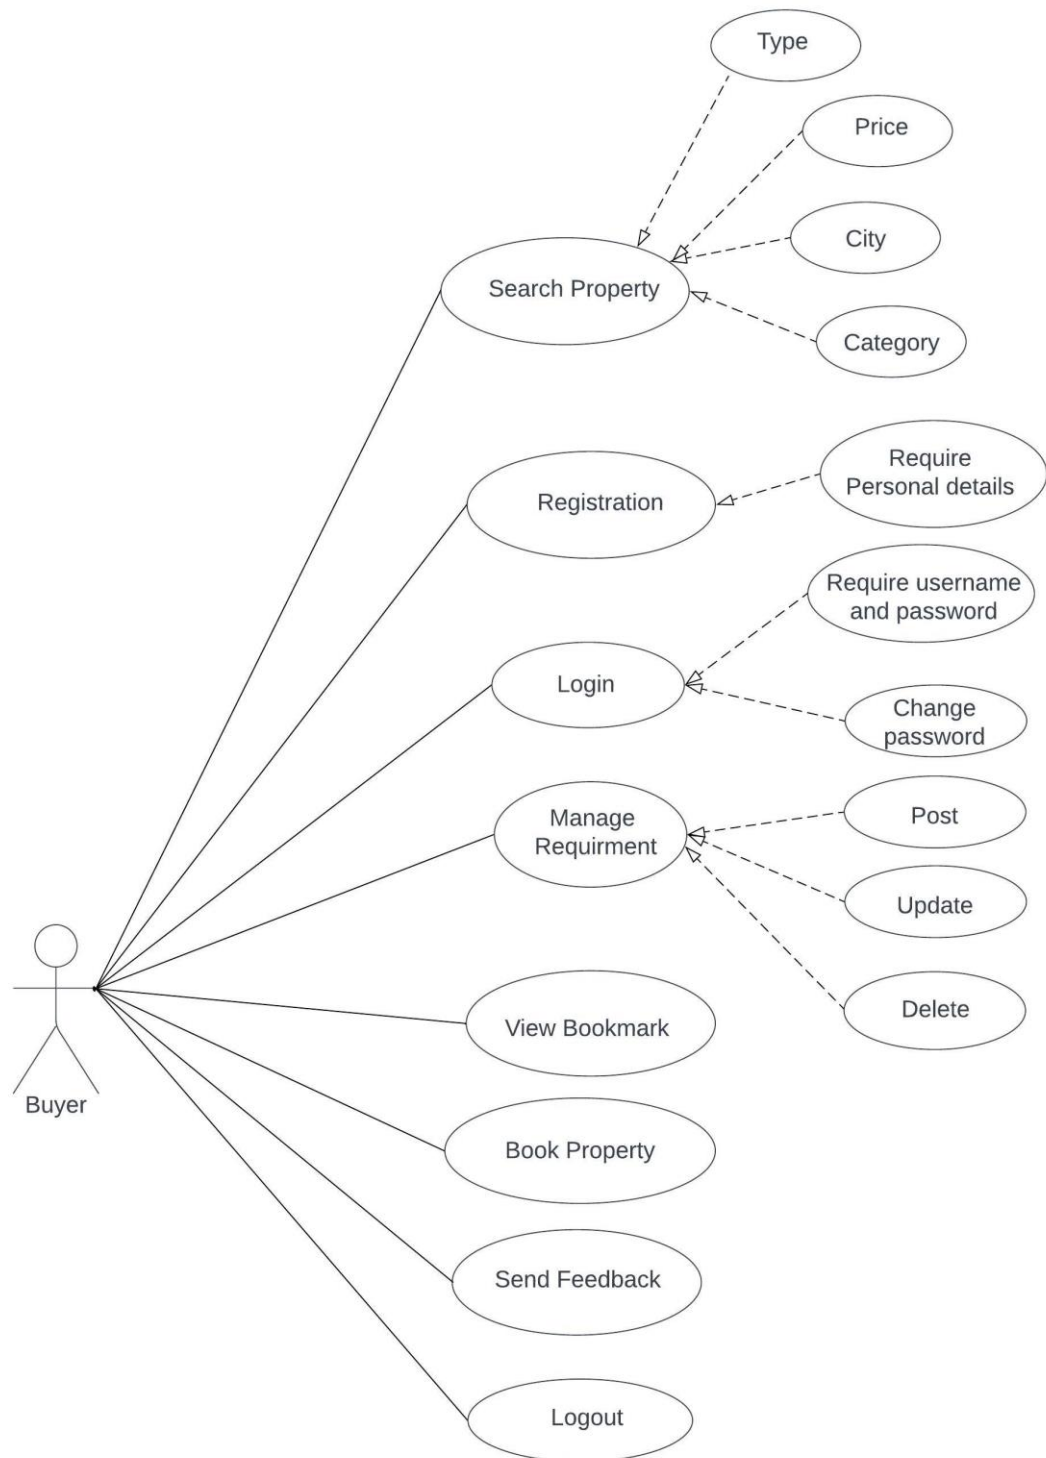 Type
Price
City
Search Property
Category
Require
Personal details
Registration
Require username
and password
Login
Change
password
Manage
Requirment
Post
Update
Delete
View Bookmark
Buyer
Book Property
Send Feedback
Logout